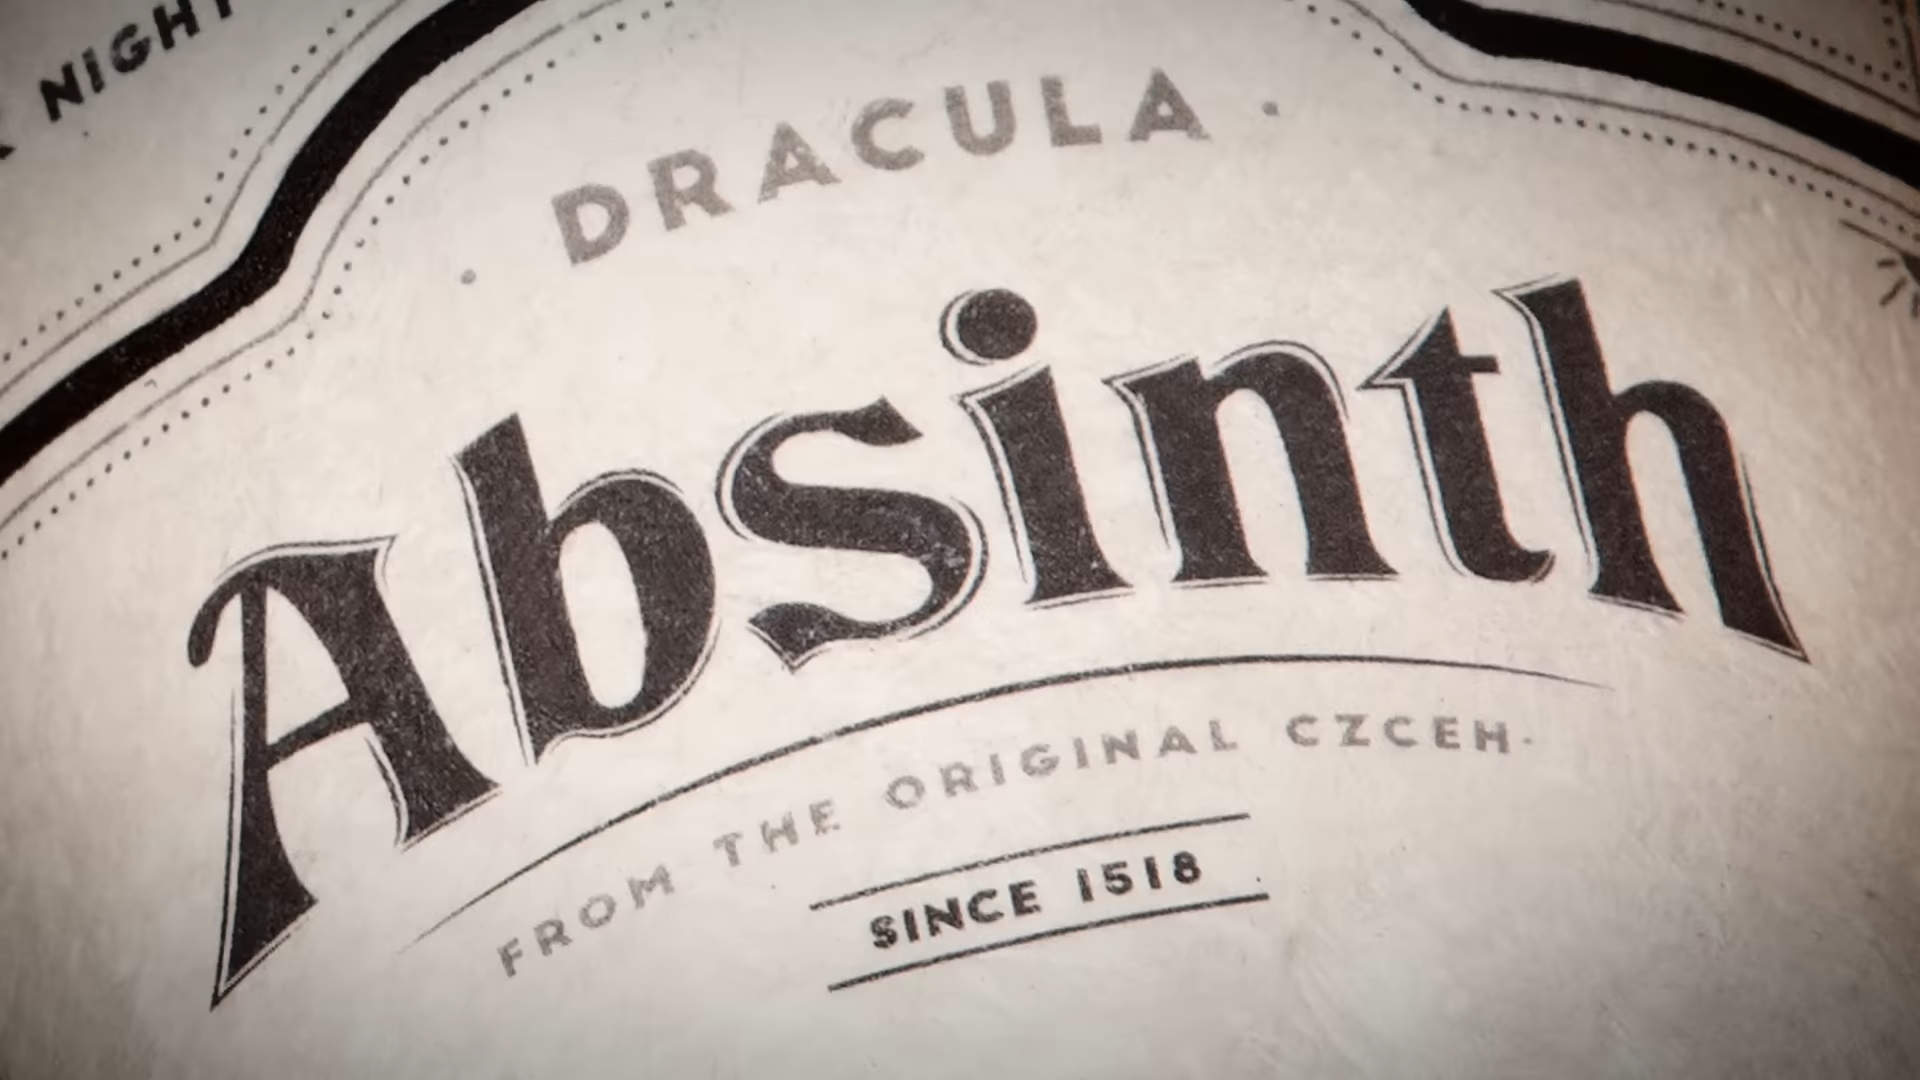 NIGHT
· DRACULA ·
Absinth
FROM THE ORIGINAL CZCEH·
SINCE 1518